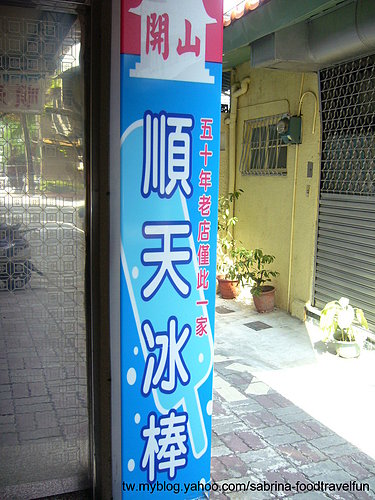 開山
順天冰棒
五十年老店僅此一家
tw.myblog.yahoo.com/sabrina-foodtravelfun